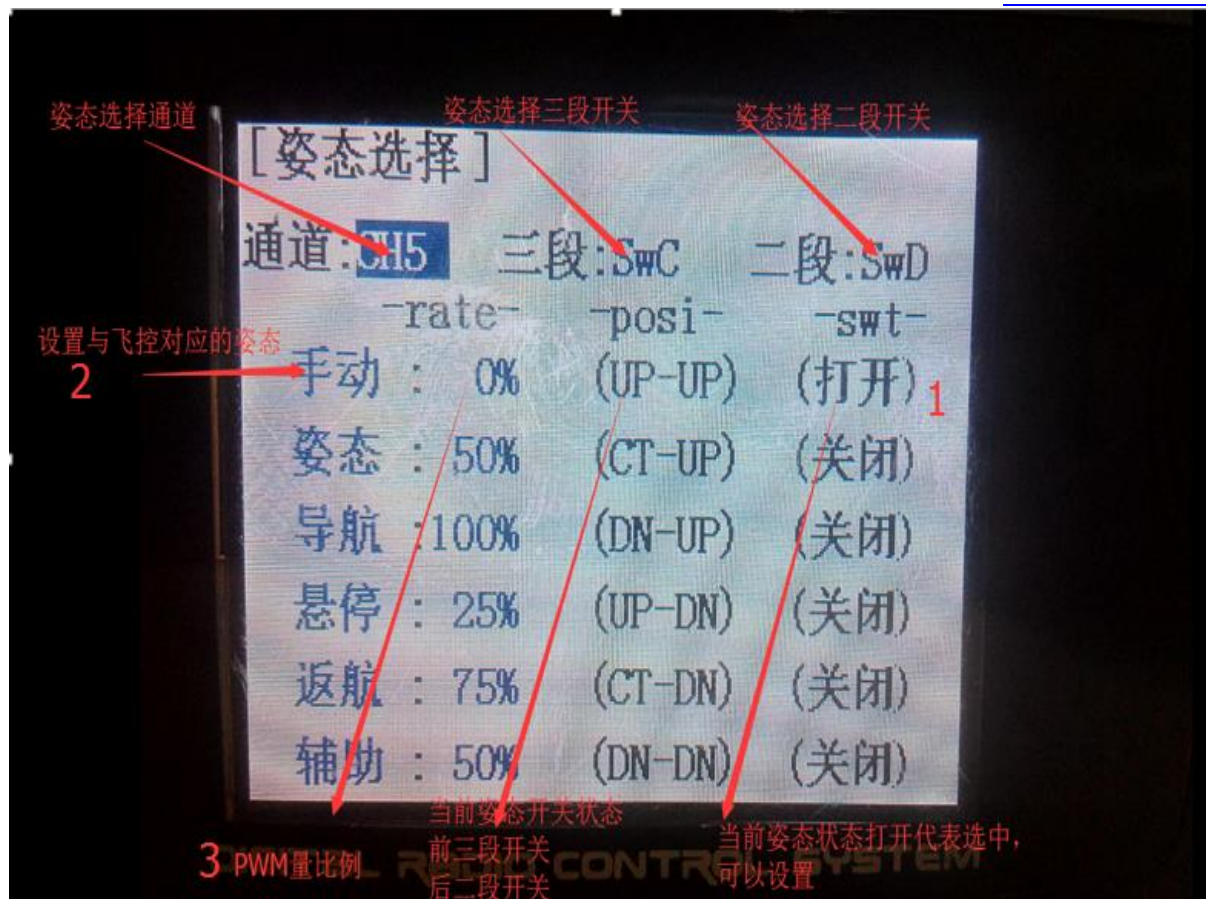 姿态选择通道
姿态选择三段开关
姿态选择二段开关
[姿态选择]
通道:CH5 三段:SwC 二段:SwD
-rate- -posi- -swt-
设置与飞控对应的姿态
2
手动 : 0% (UP-UP) (打开) 1
姿态 : 50% (CT-UP) (关闭)
导航 :100% (DN-UP) (关闭)
悬停 : 25% (UP-DN) (关闭)
返航 : 75% (CT-DN) (关闭)
辅助 : 50% (DN-DN) (关闭)
当前姿态开关状态
前三段开关
后二段开关
当前姿态状态打开代表选中,
可以设置
3 PWM量比例
DIGITAL RADIO CONTROL SYSTEM